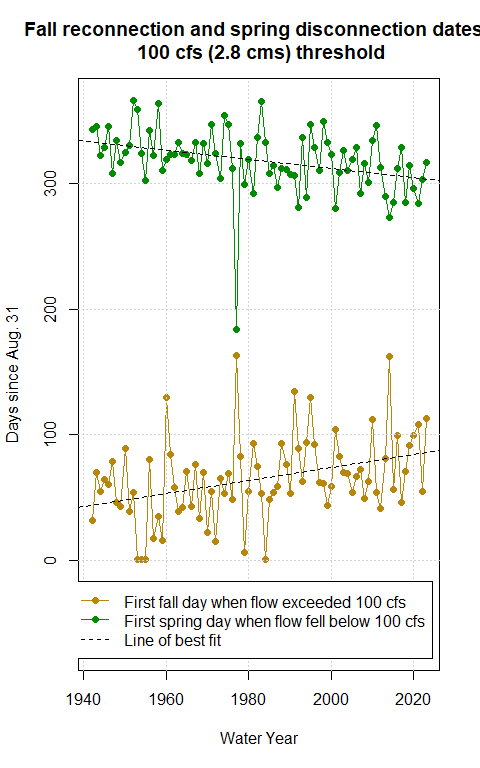 Fall reconnection and spring disconnection dates
100 cfs (2.8 cms) threshold
Days since Aug. 31
300
200
100
0
First fall day when flow exceeded 100 cfs
First spring day when flow fell below 100 cfs
Line of best fit
1940 1960 1980 2000 2020
Water Year